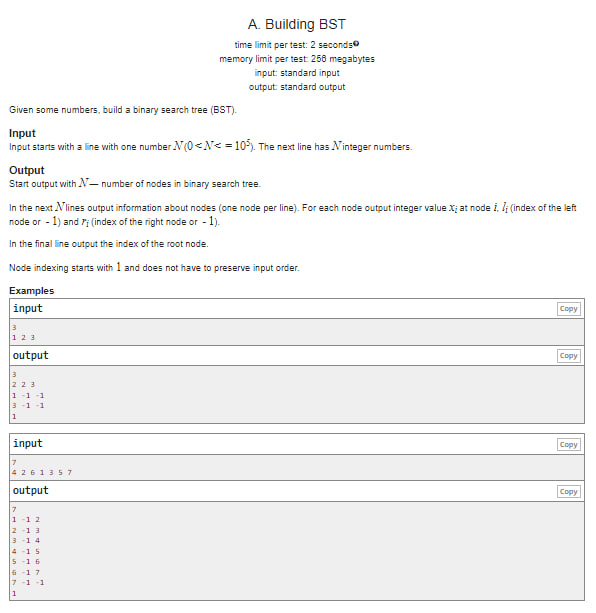 A. Building BST
time limit per test: 2 seconds
memory limit per test: 256 megabytes
input: standard input
output: standard output
Given some numbers, build a binary search tree (BST).
Input
Input starts with a line with one number N (0 < N < = 10^5). The next line has N integer numbers.
Output
Start output with N — number of nodes in binary search tree.
In the next N lines output information about nodes (one node per line). For each node output integer value x_i at node i, l_i (index of the left
node or - 1) and r_i (index of the right node or - 1).
In the final line output the index of the root node.
Node indexing starts with 1 and does not have to preserve input order.
Examples
input Copy
3
1 2 3
output Copy
3
2 2 3
1 -1 -1
3 -1 -1
1
input Copy
7
4 2 6 1 3 5 7
output Copy
7
1 -1 2
2 -1 3
3 -1 4
4 -1 5
5 -1 6
6 -1 7
7 -1 -1
1